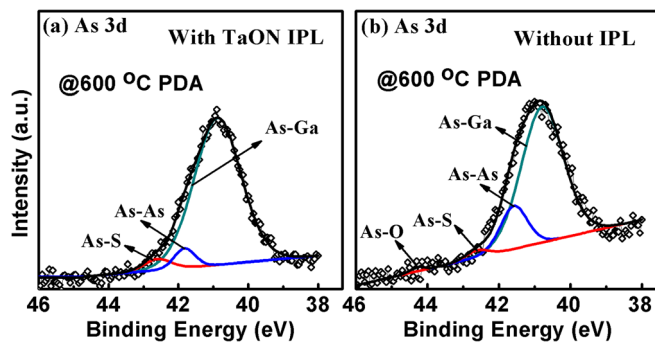 (a) As 3d
With TaON IPL
@600 ᴼC PDA
As-Ga
As-As
As-S
Intensity (a.u.)
46 44 42 40 38
Binding Energy (eV)
(b) As 3d
Without IPL
@600 ᴼC PDA
As-Ga
As-As
As-S
As-O
46 44 42 40 38
Binding Energy (eV)